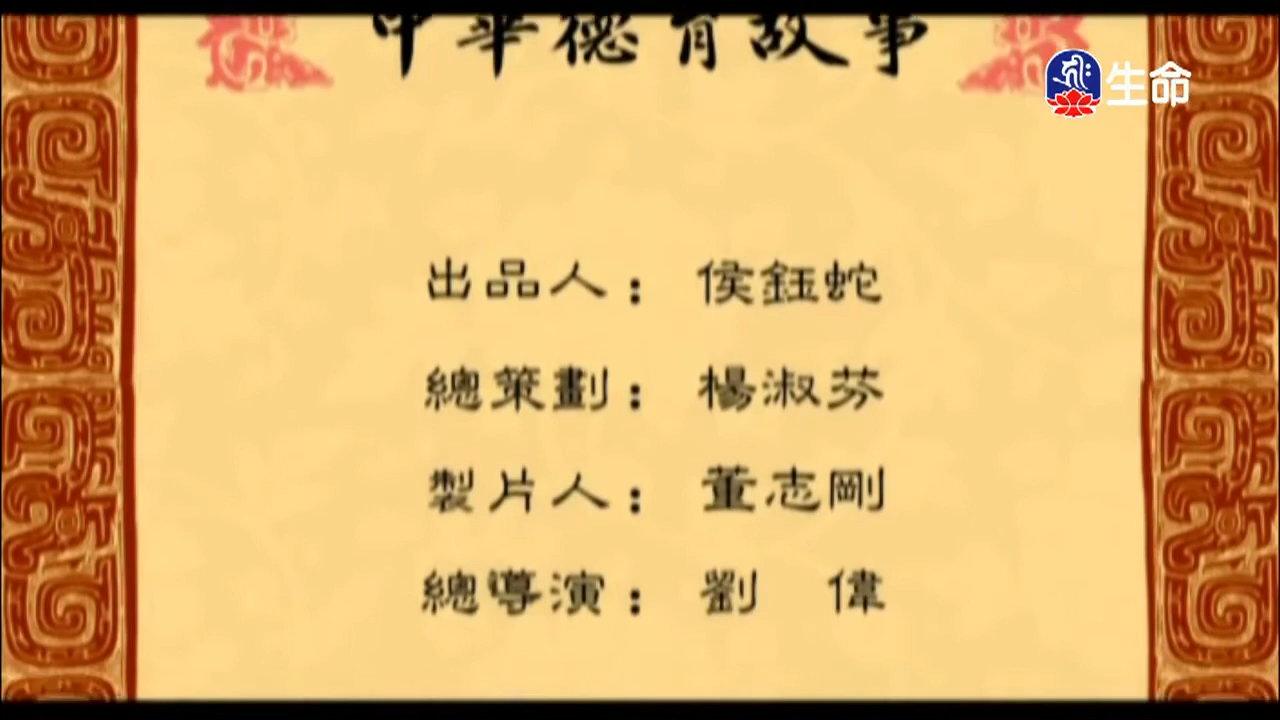 中華德育故事
生命
出品人： 侯鈺蛇
總策劃： 楊淑芬
製片人： 董志剛
總導演： 劉 偉